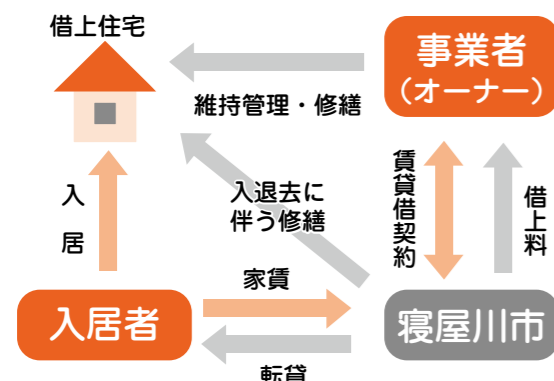 借上住宅
事業者
（オーナー）
維持管理・修繕
入居
入退去に
伴う修繕
賃貸借契約
借上料
家賃
入居者
寝屋川市
転貸